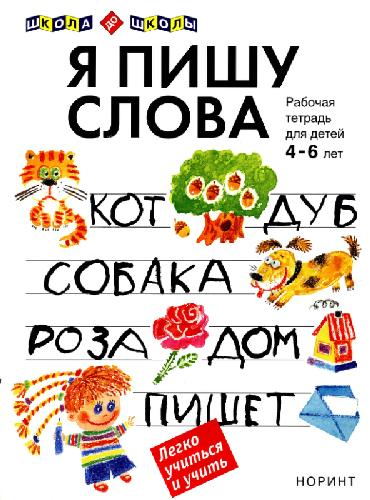 ШКОЛА ДО ШКОЛЫ
Я ПИШУ
СЛОВА
Рабочая
тетрадь
для детей
4-6 лет
КОТ ДУБ
СОБАКА
РОЗА ДОМ
ПИШЕТ
Легко
учиться
и учить
НОРИНТ